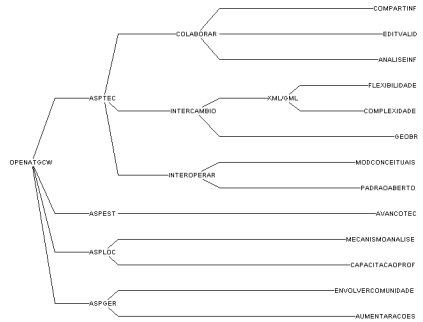 COMPARTINF
COLABORAR
EDITVALID
ANALISEINF
FLEXIBILIDADE
ASPTEC
XML/GML
INTERCAMBIO
COMPLEXIDADE
GEOBR
OPENATGCW
MODCONCEITUAIS
INTEROPERAR
PADRAOABERTO
ASPEST
AVANCOTEC
MECANISMOANALISE
ASPLOC
CAPACITACAOPROF
ENVOLVERCOMUNIDADE
ASPGER
AUMENTARACOES